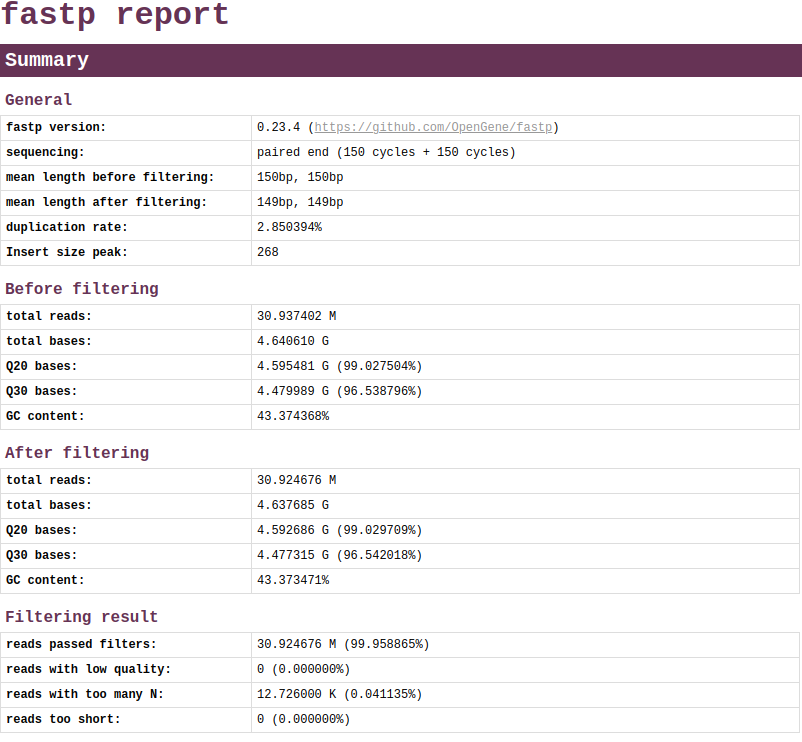 fastp report
Summary
General
fastp version: 0.23.4 (https://github.com/OpenGene/fastp)
sequencing: paired end (150 cycles + 150 cycles)
mean length before filtering: 150bp, 150bp
mean length after filtering: 149bp, 149bp
duplication rate: 2.850394%
Insert size peak: 268
Before filtering
total reads: 30.937402 M
total bases: 4.640610 G
Q20 bases: 4.595481 G (99.027504%)
Q30 bases: 4.479989 G (96.538796%)
GC content: 43.374368%
After filtering
total reads: 30.924676 M
total bases: 4.637685 G
Q20 bases: 4.592686 G (99.029709%)
Q30 bases: 4.477315 G (96.542018%)
GC content: 43.373471%
Filtering result
reads passed filters: 30.924676 M (99.958865%)
reads with low quality: 0 (0.000000%)
reads with too many N: 12.726000 K (0.041135%)
reads too short: 0 (0.000000%)